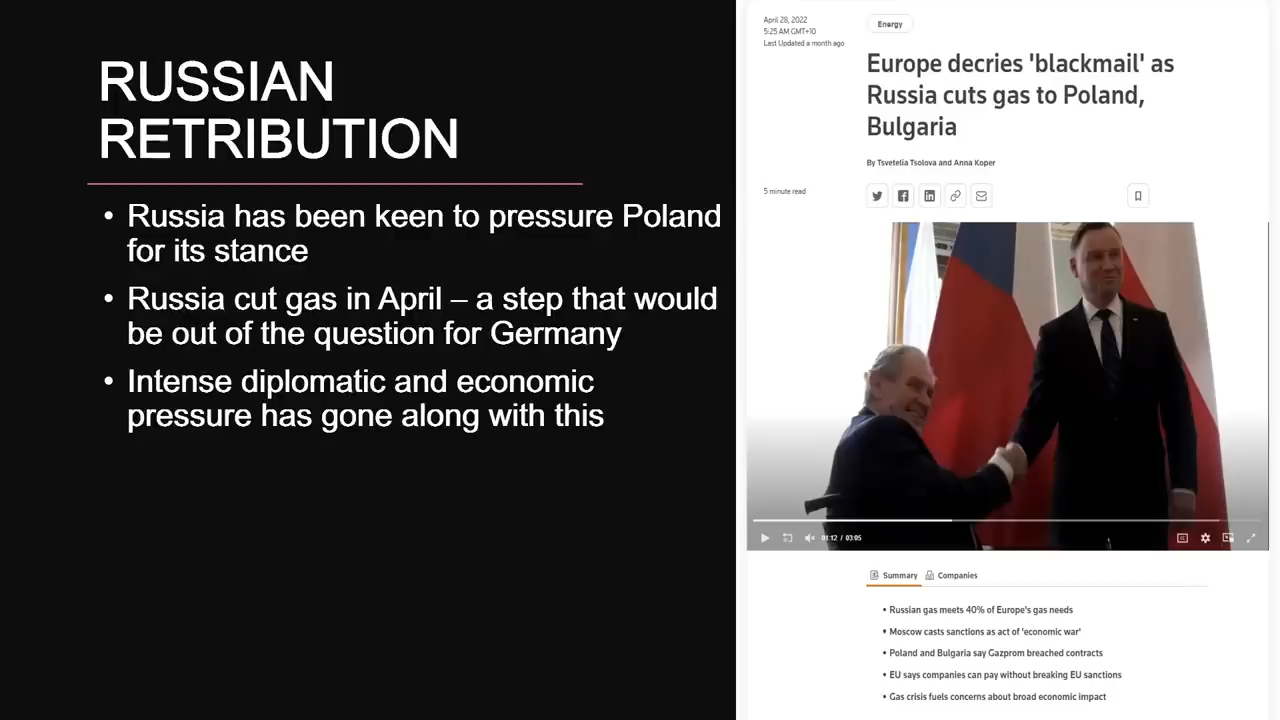 RUSSIAN
RETRIBUTION
• Russia has been keen to pressure Poland
for its stance
• Russia cut gas in April – a step that would
be out of the question for Germany
• Intense diplomatic and economic
pressure has gone along with this
April 28, 2022
5:25 AM GMT+10
Last Updated a month ago
Energy
Europe decries 'blackmail' as
Russia cuts gas to Poland,
Bulgaria
By Tsvetelia Tsolova and Anna Koper
5 minute read
01:12 / 03:05
Summary Companies
• Russian gas meets 40% of Europe's gas needs
• Moscow casts sanctions as act of 'economic war'
• Poland and Bulgaria say Gazprom breached contracts
• EU says companies can pay without breaking EU sanctions
• Gas crisis fuels concerns about broad economic impact